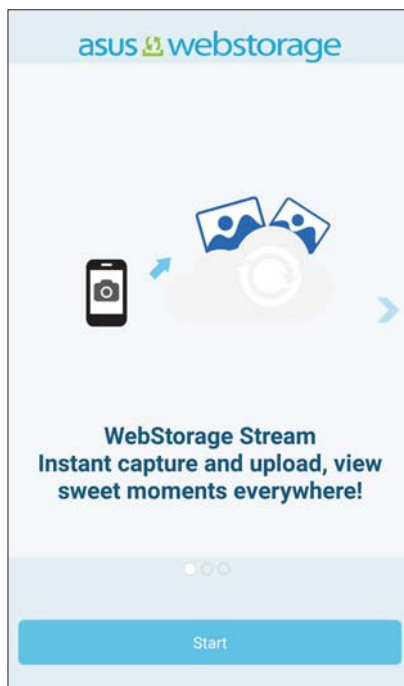 asus webstorage
WebStorage Stream
Instant capture and upload, view
sweet moments everywhere!
Start